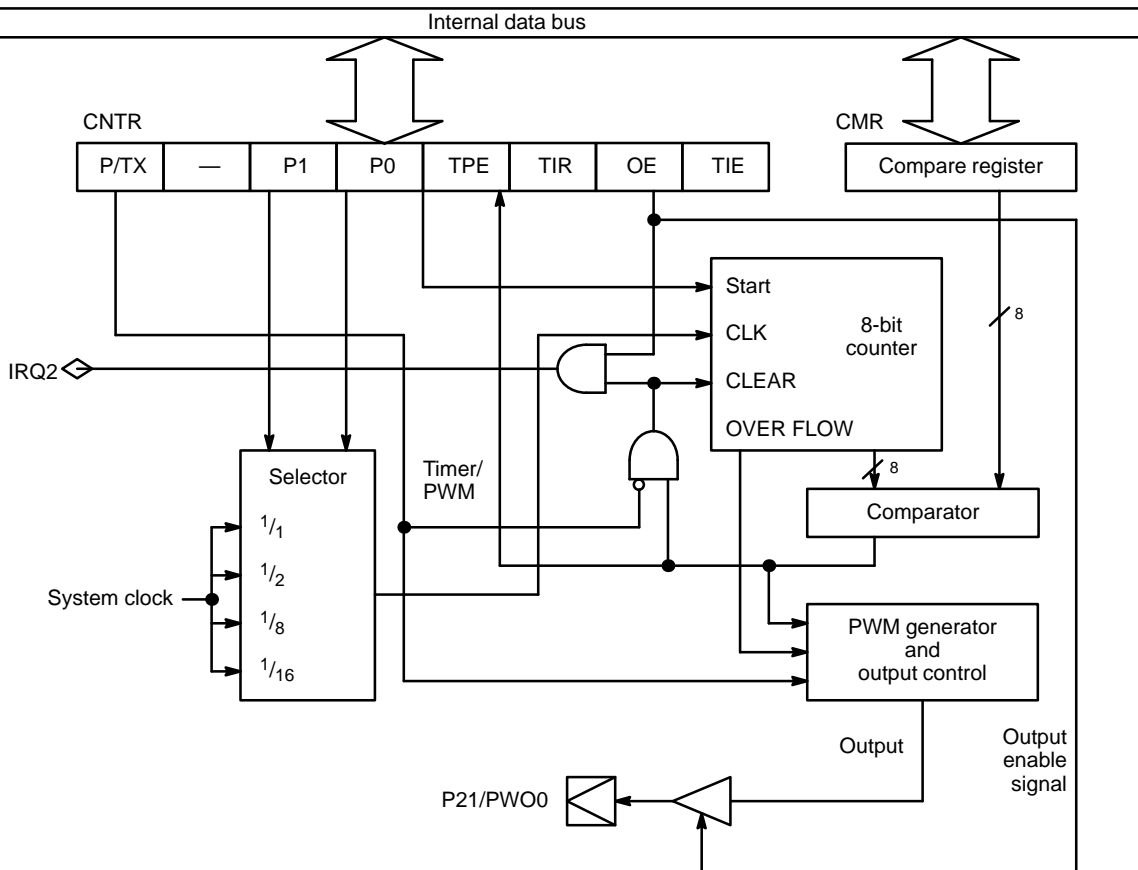 Internal data bus
CNTR
CMR
P/TX — P1 P0 TPE TIR OE TIE
Compare register
Start
CLK
8-bit
counter
8
IRQ2
CLEAR
OVER FLOW
Selector
Timer/
PWM
8
Comparator
1/1
1/2
System clock
1/8
1/16
PWM generator
and
output control
Output
Output
enable
signal
P21/PWO0